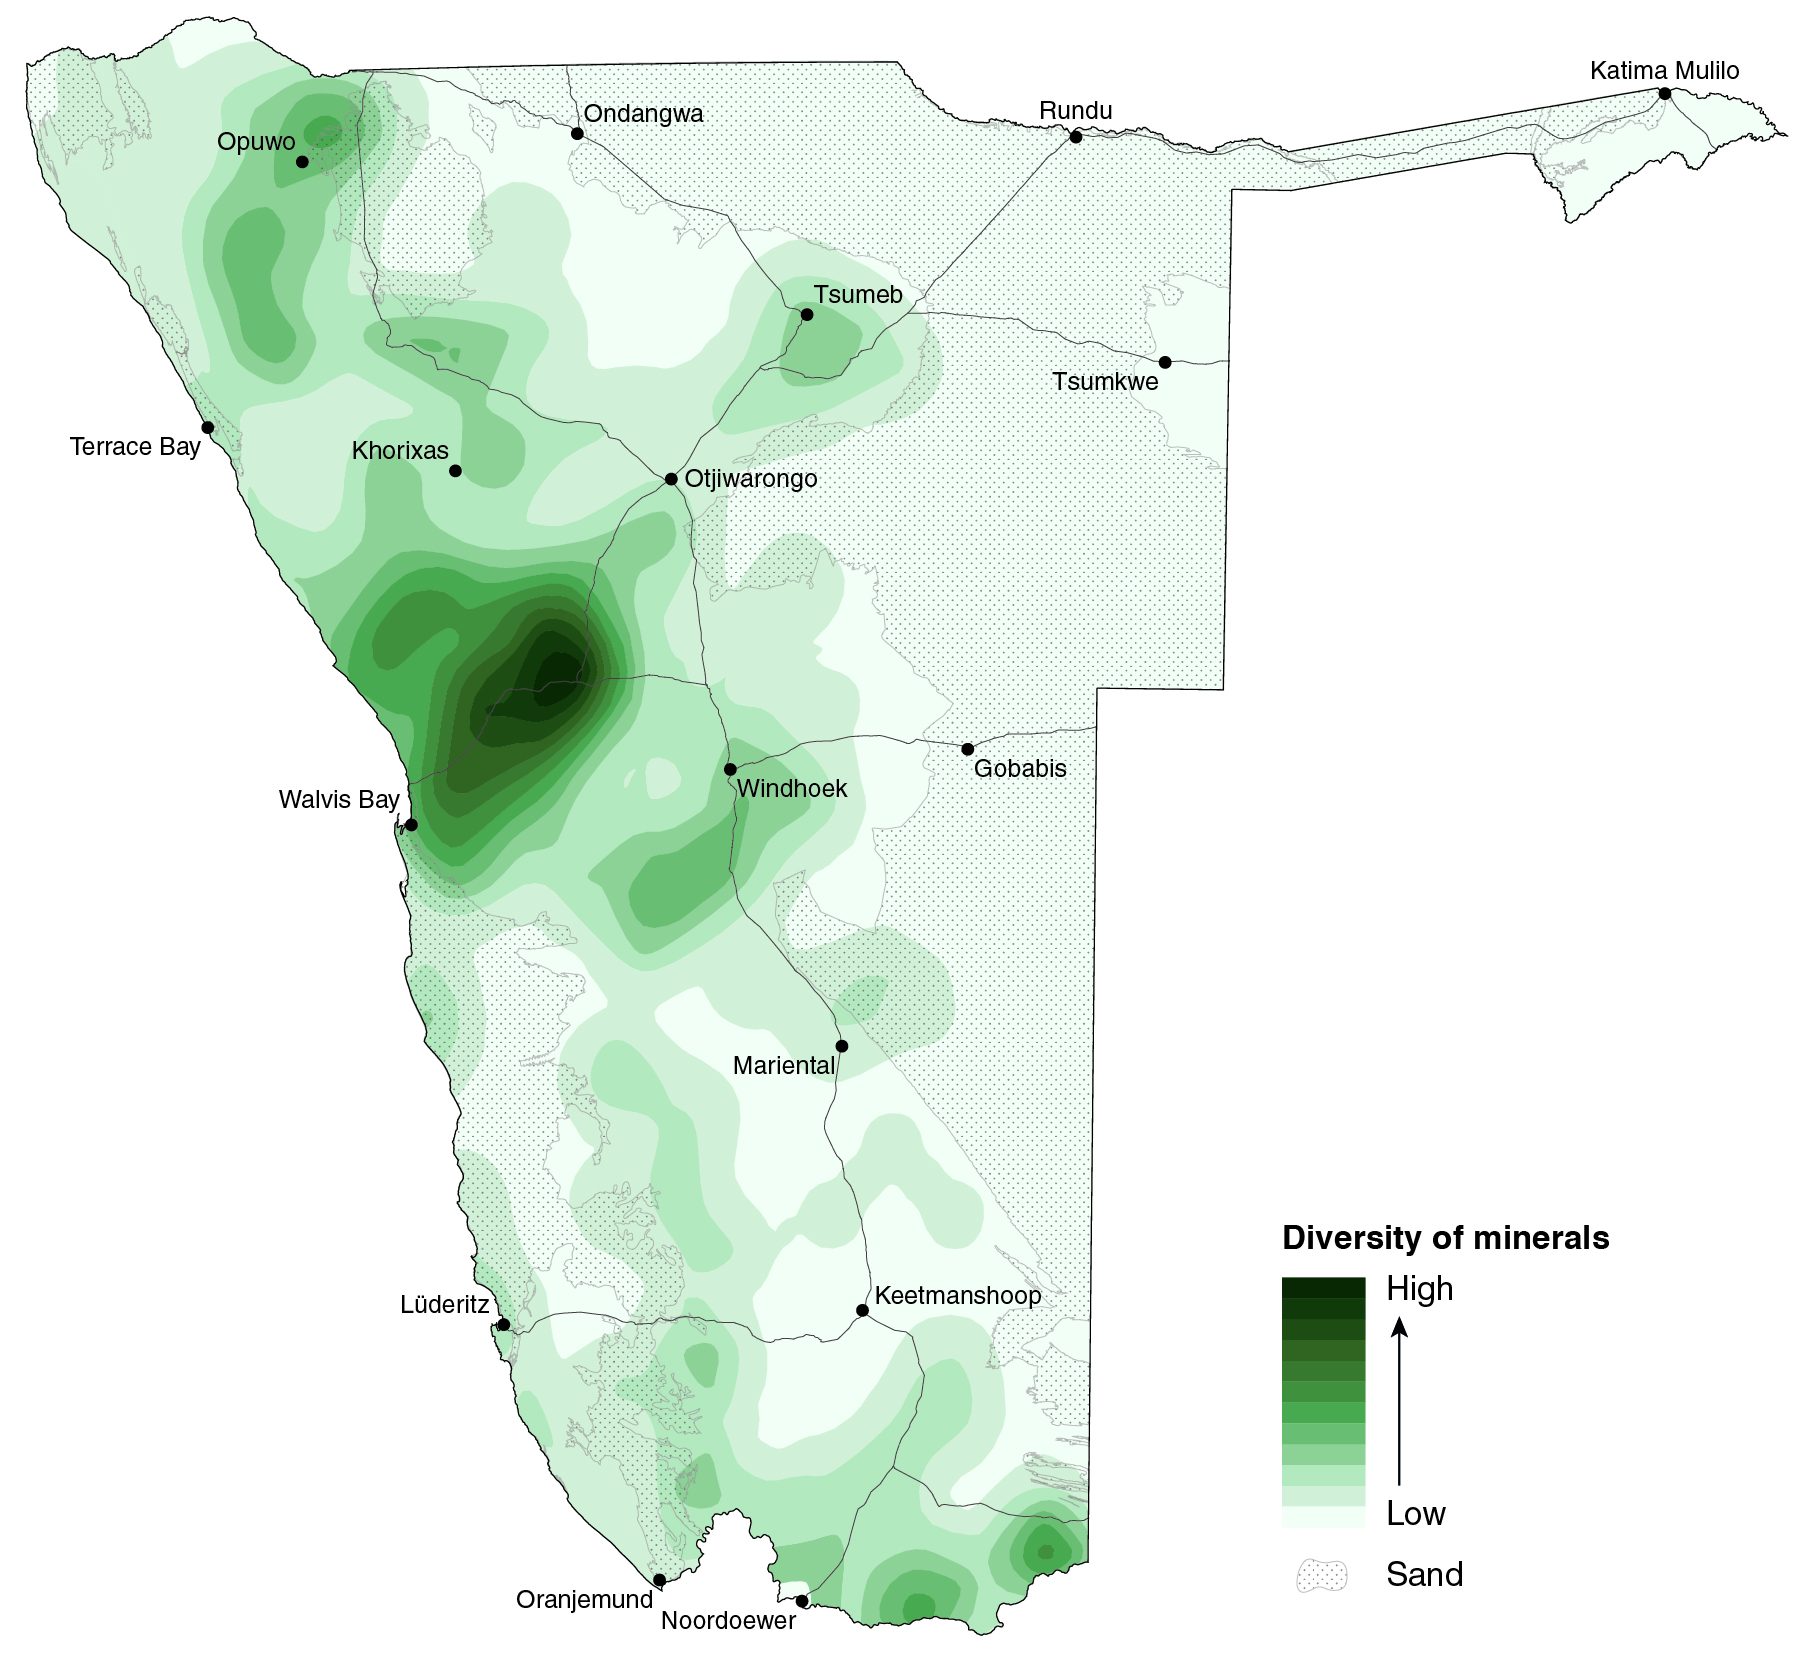 Katima Mulilo
Rundu
Ondangwa
Opuwo
Tsumeb
Tsumkwe
Terrace Bay
Khorixas
Otjiwarongo
Gobabis
Windhoek
Walvis Bay
Mariental
Diversity of minerals
High
Low
Sand
Keetmanshoop
Lüderitz
Oranjemund
Noordoewer